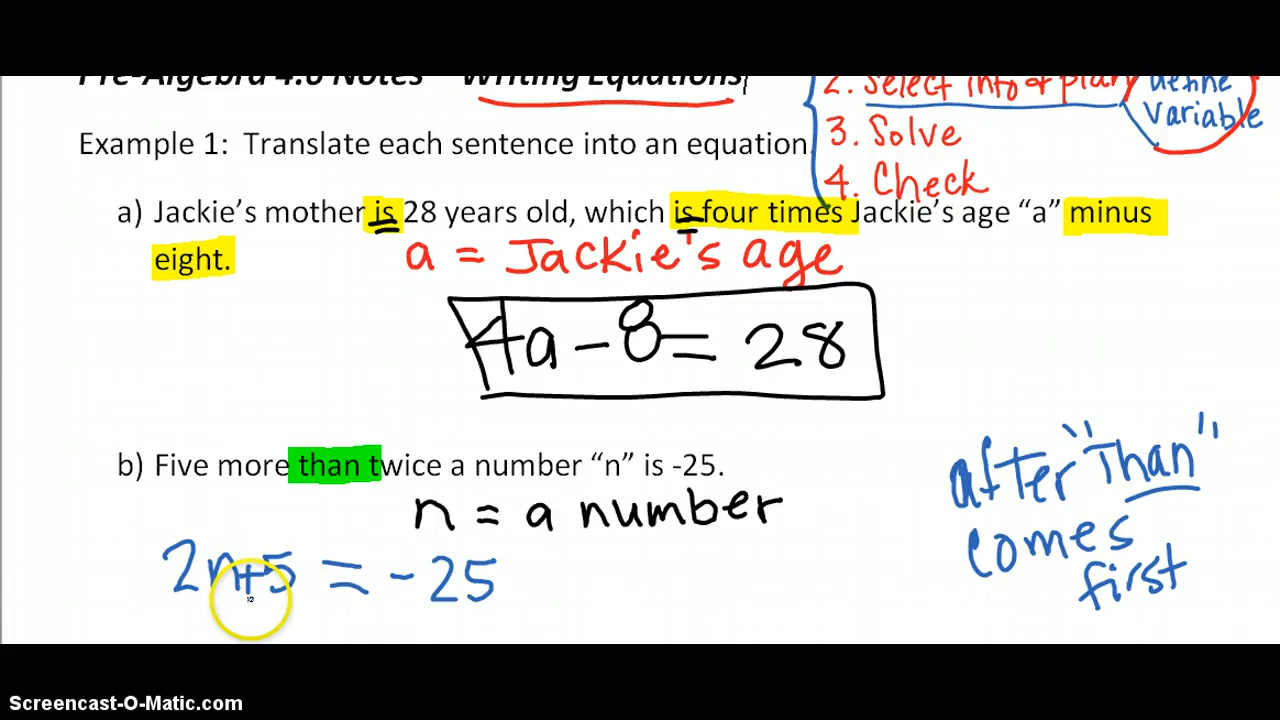 Pre-Algebra 4.6 Notes Writing Equations
2. Select info & plan
define
variable
3. Solve
4. Check
Example 1: Translate each sentence into an equation.
a) Jackie's mother is 28 years old, which is four times Jackie's age "a" minus
eight.
a = Jackie's age
4a - 8 = 28
b) Five more than twice a number "n" is -25.
n = a number
2n+5 = -25
after "Than"
comes
first
Screencast-O-Matic.com